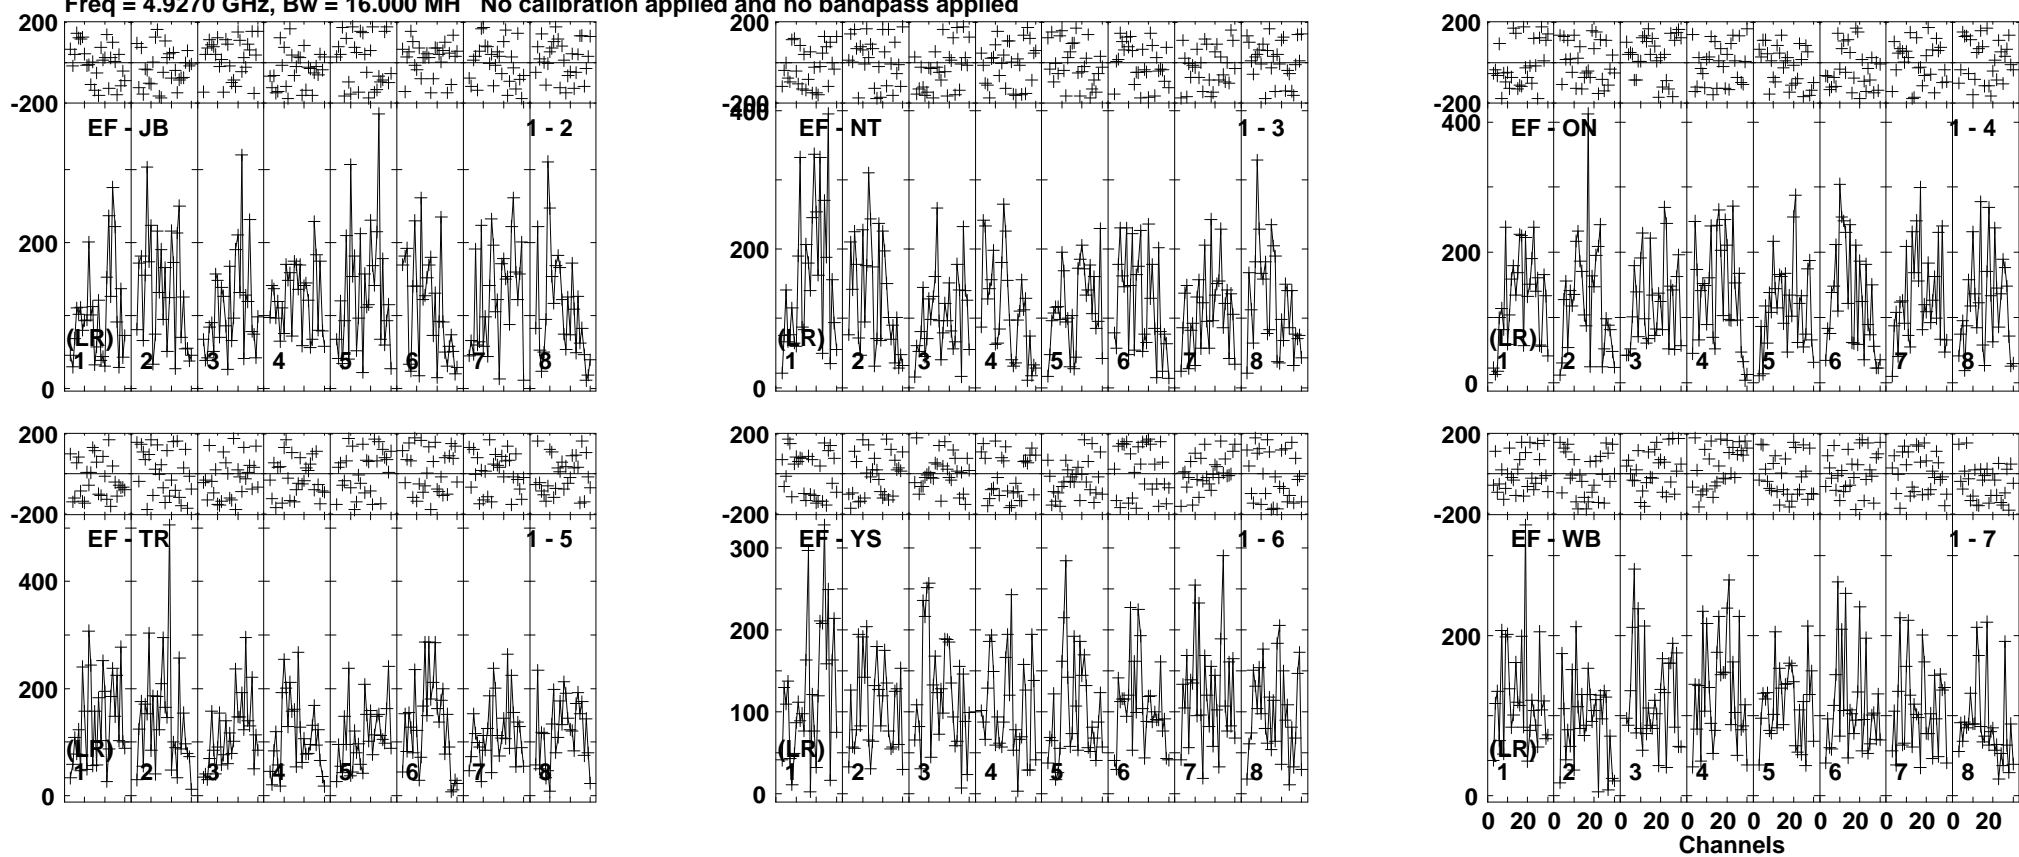 Freq = 4.9270 GHz, Bw = 16.000 MH   No calibration applied and no bandpass applied
200 200 200
-200 -200 -200
EF - JB 1 - 2 400 EF - NT 1 - 3 400 EF - ON 1 - 4
200 200 200
(LR) (LR) (LR)
1 2 3 4 5 6 7 8 1 2 3 4 5 6 7 8 1 2 3 4 5 6 7 8
0 0 0
200 200 200
-200 -200 -200
EF - TR 1 - 5 EF - YS 1 - 6 EF - WB 1 - 7
300
400
200 200 200
100
(LR) (LR) (LR)
1 2 3 4 5 6 7 8 1 2 3 4 5 6 7 8 1 2 3 4 5 6 7 8
0 0 0
0 20 0 20 0 20 0 20 0 20 0 20 0 20 0 20
Channels